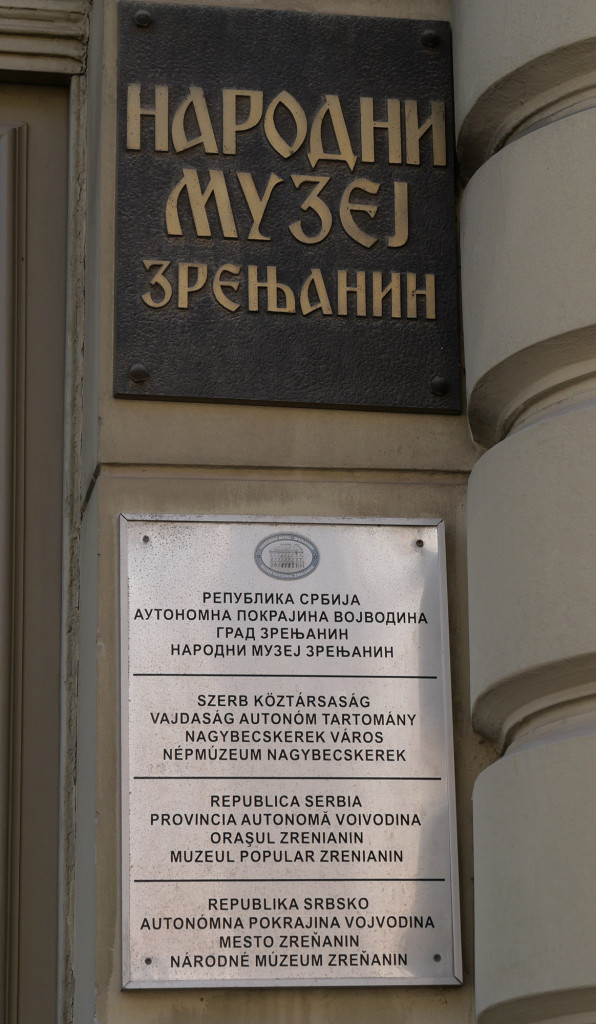 НАРОДНИ
МУЗЕЈ
ЗРЕЊАНИН
РЕПУБЛИКА СРБИЈА
АУТОНОМНА ПОКРАЈИНА ВОЈВОДИНА
ГРАД ЗРЕЊАНИН
НАРОДНИ МУЗЕЈ ЗРЕЊАНИН
SZERB KÖZTÁRSASÁG
VAJDASÁG AUTONÓM TARTOMÁNY
NAGYBECSKEREK VÁROS
NÉPMÚZEUM NAGYBECSKEREK
REPUBLICA SERBIA
PROVINCIA AUTONOMĂ VOIVODINA
ORAŞUL ZRENIANIN
MUZEUL POPULAR ZRENIANIN
REPUBLIKA SRBSKO
AUTONÓMNA POKRAJINA VOJVODINA
MESTO ZREŇANIN
NÁRODNÉ MÚZEUM ZREŇANIN